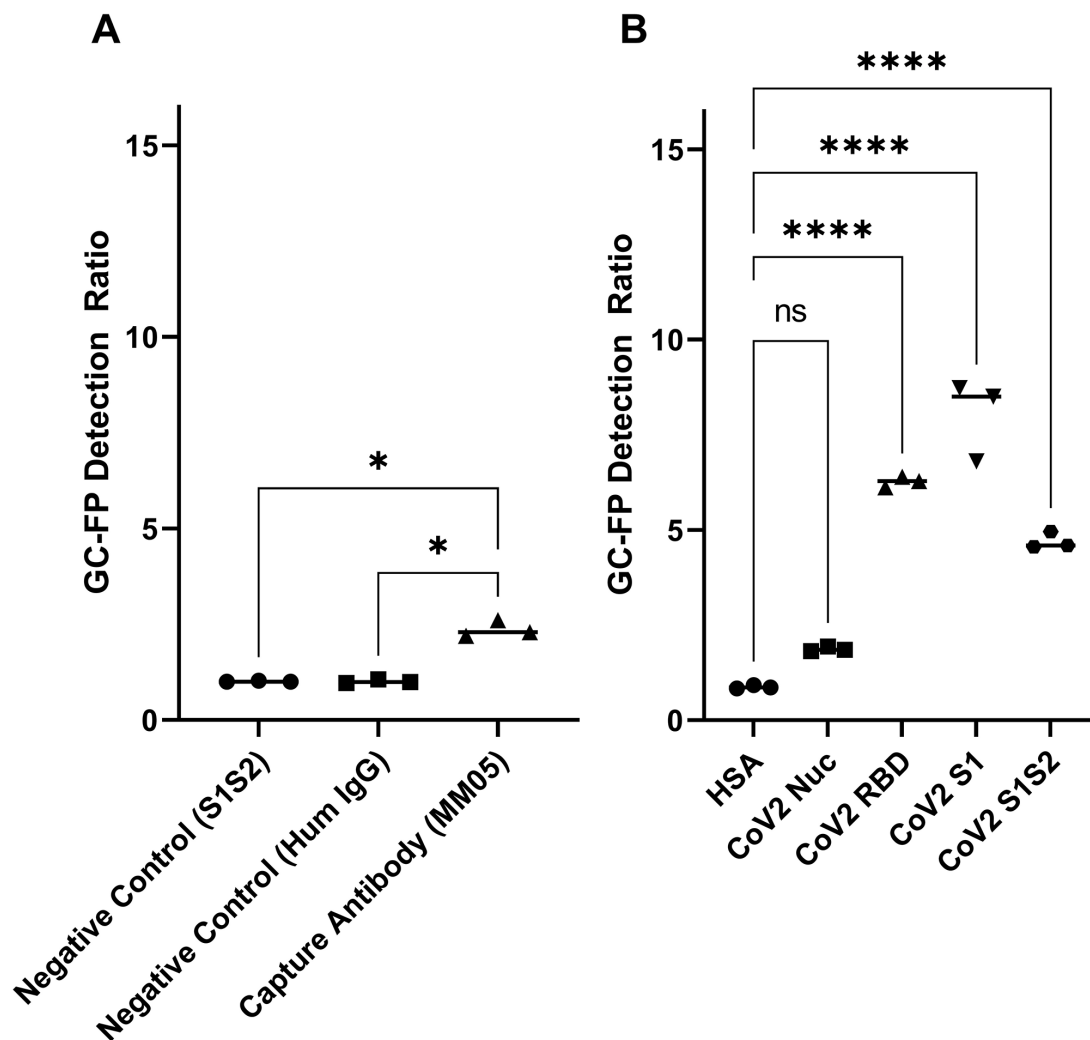 A
GC-FP Detection Ratio
15
10
5
0
*
*
Negative Control (S1S2)
Negative Control (Hum IgG)
Capture Antibody (MM05)
B
GC-FP Detection Ratio
15
10
5
0
****
****
****
ns
HSA
CoV2 Nuc
CoV2 RBD
CoV2 S1
CoV2 S1S2